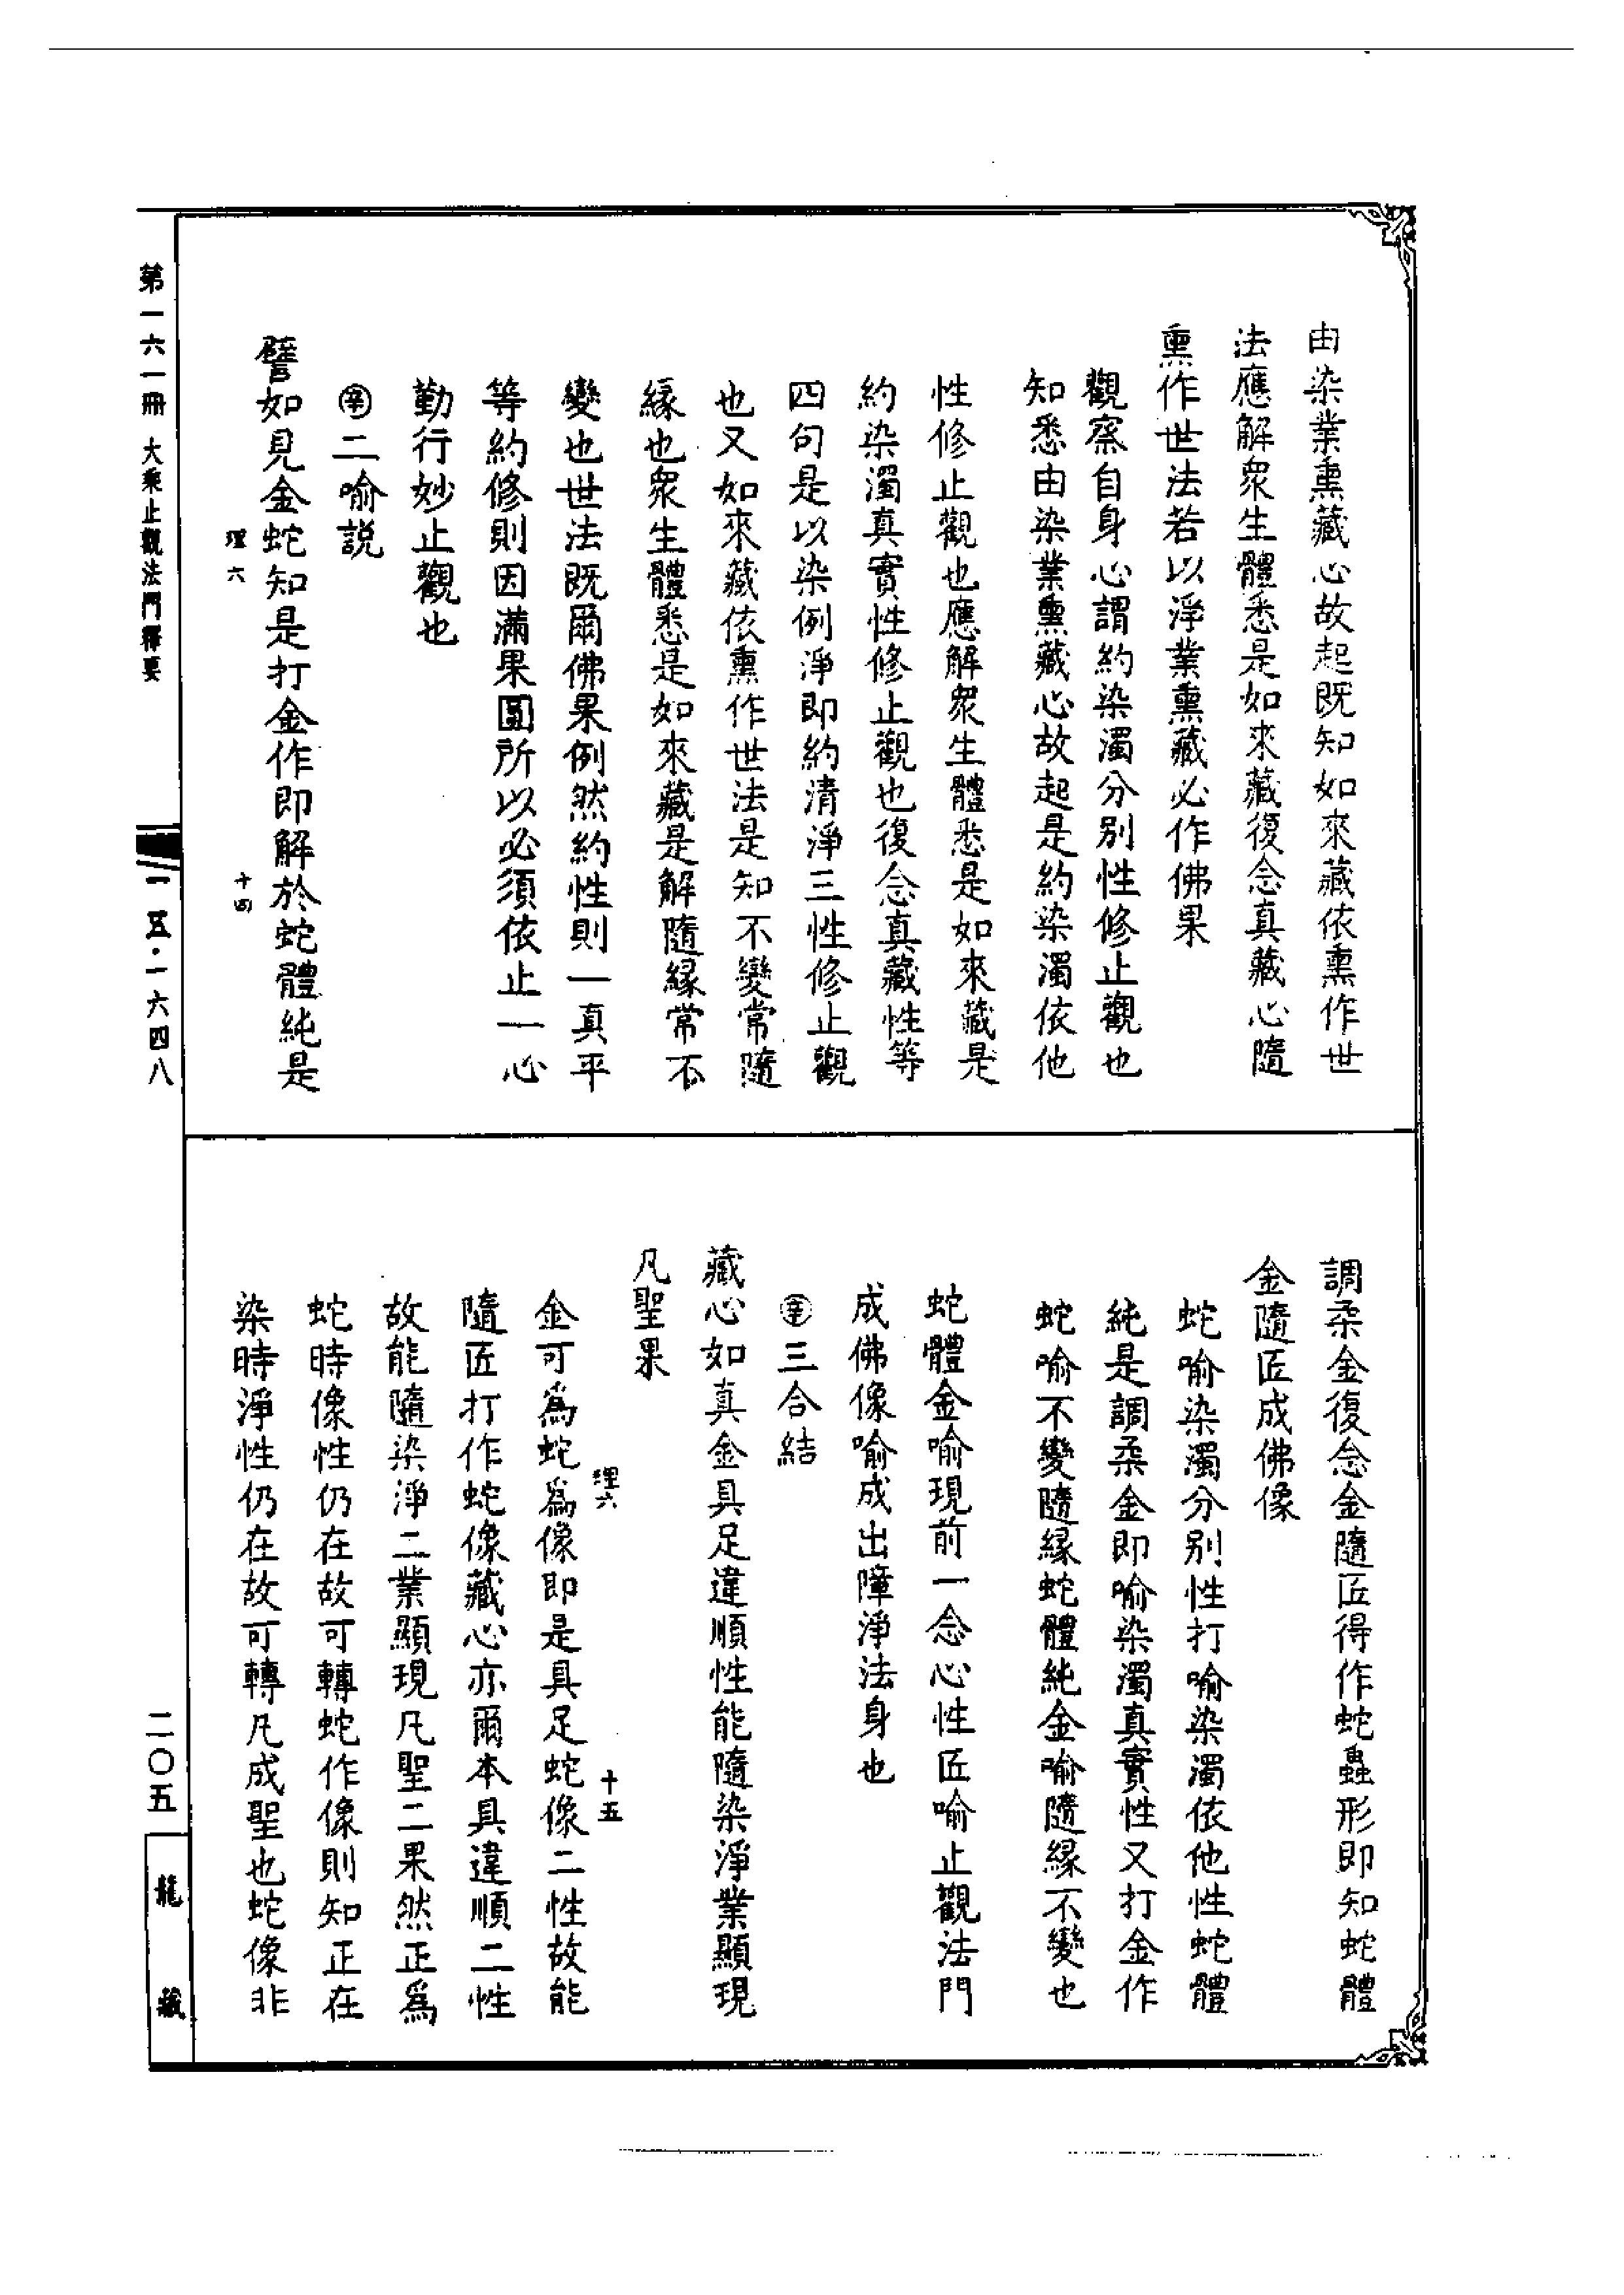 由染業熏藏心故起既知如來藏依熏作世
法應解衆生體悉是如來藏復念真藏心隨
熏作世法若以淨業熏藏必作佛果
觀察自身心謂約染濁分别性修止觀也
知悉由染業熏藏心故起是約染濁依他
性修止觀也應解衆生體悉是如來藏是
約染濁真實性修止觀也復念真藏性等
四句是以染例淨即約清淨三性修止觀
也又如來藏依熏作世法是知不變常隨
緣也衆生體悉是如來藏是解隨緣常不
變也世法既爾佛果例然約性則一真平
等約修則因滿果圓所以必須依止一心
勤行妙止觀也
㊛二喻説
譬如見金蛇知是打金作即解於蛇體純是
理六 十四
調柔金復念金隨匠得作蛇蟲形即知蛇體
金隨匠成佛像
蛇喻染濁分别性打喻染濁依他性蛇體
純是調柔金即喻染濁真實性又打金作
蛇喻不變隨緣蛇體純金喻隨緣不變也
蛇體金喻現前一念心性匠喻止觀法門
成佛像喻成出障淨法身也
㊛三合結
藏心如真金具足違順性能隨染淨業顯現
凡聖果
理六 十五
金可爲蛇爲像即是具足蛇像二性故能
隨匠打作蛇像藏心亦爾本具違順二性
故能隨染淨二業顯現凡聖二果然正爲
蛇時像性仍在故可轉蛇作像則知正在
染時淨性仍在故可轉凡成聖也蛇像非
第一六一冊 大乘止觀法門釋要
一五·一六四八
二〇五
龍藏